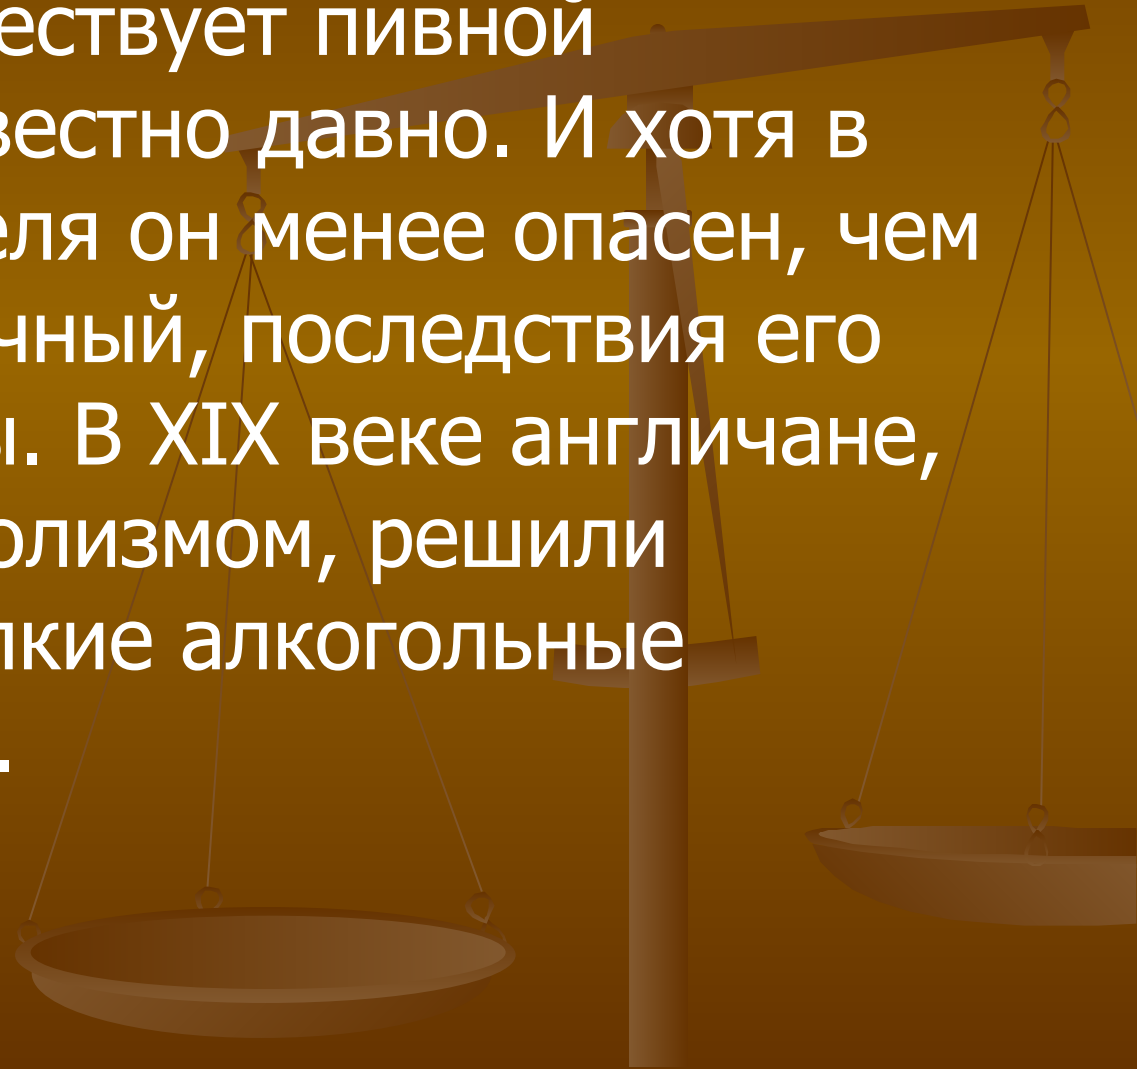 ествует пивной
вестно давно. И хотя в
еля он менее опасен, чем
чный, последствия его
ы. В XIX веке англичане,
олизмом, решили
пкие алкогольные
.